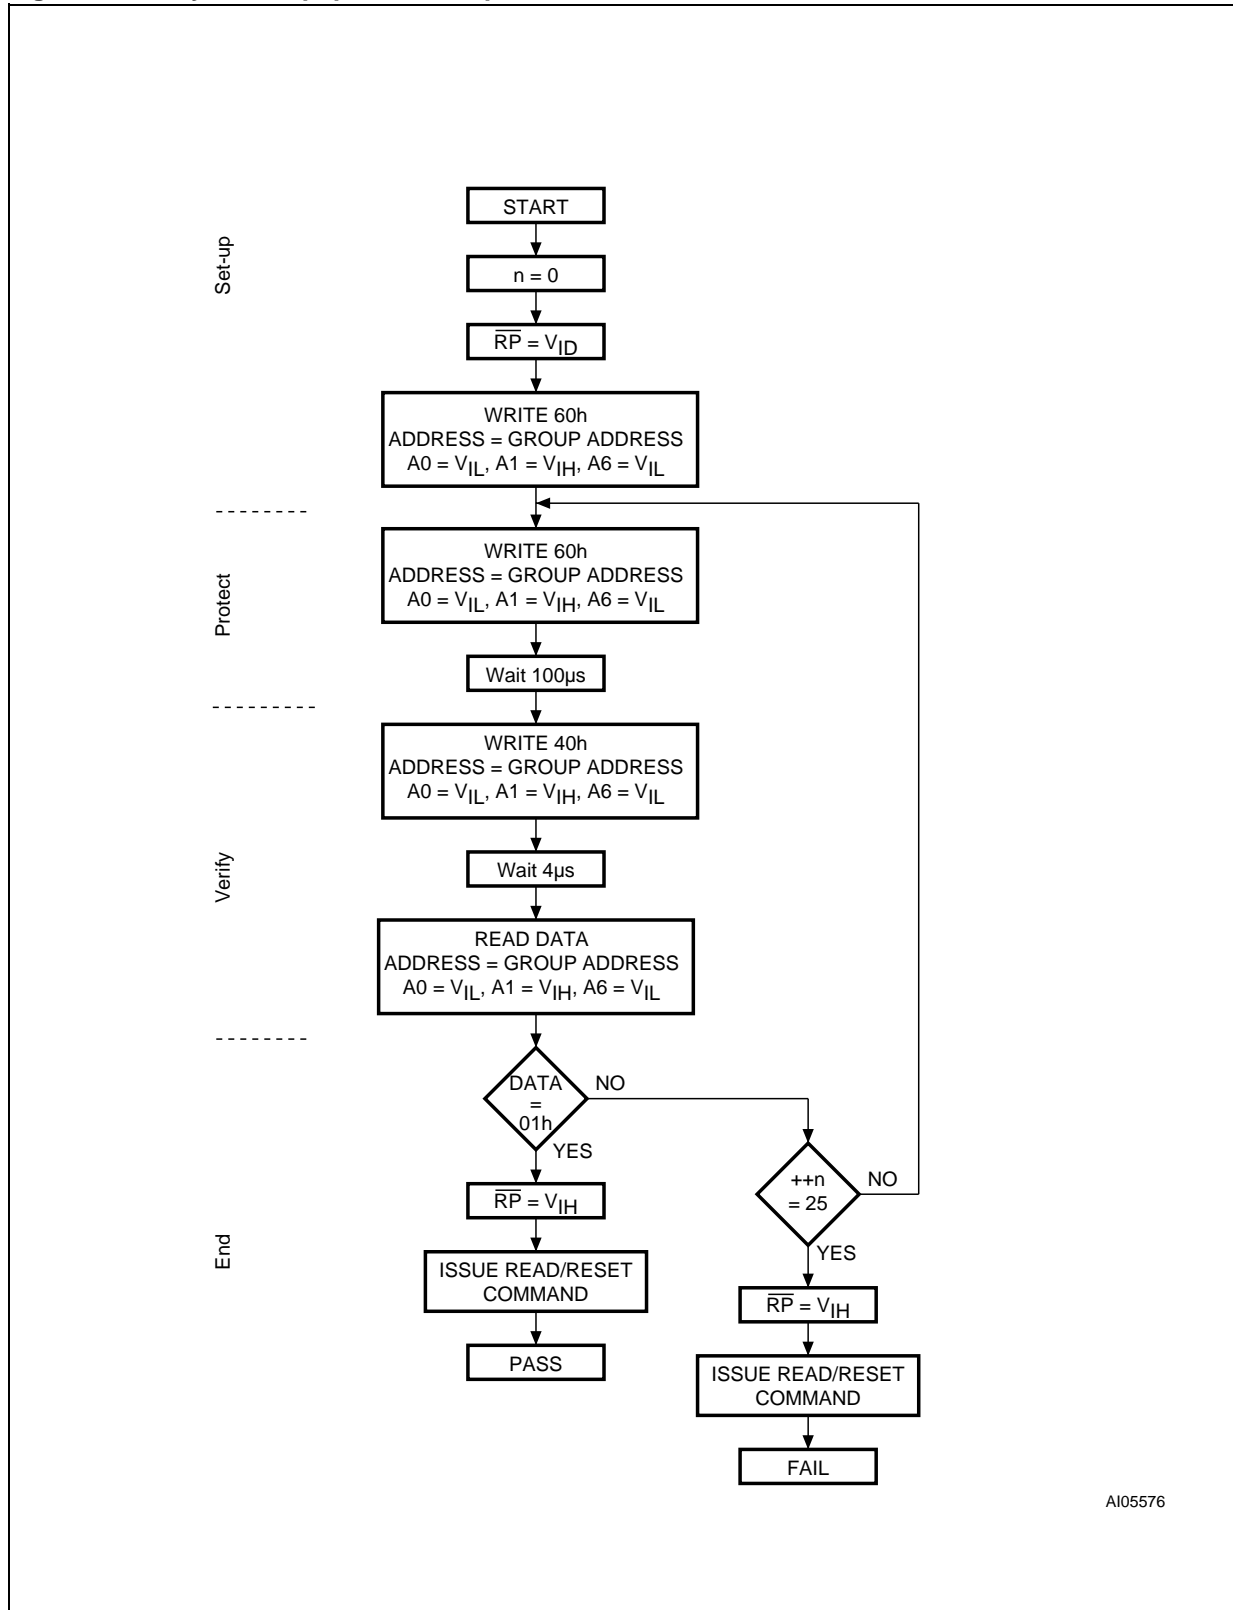 Set-up
START
n = 0
RP = VID
WRITE 60h
ADDRESS = GROUP ADDRESS
A0 = VIL, A1 = VIH, A6 = VIL
Protect
WRITE 60h
ADDRESS = GROUP ADDRESS
A0 = VIL, A1 = VIH, A6 = VIL
Wait 100µs
Verify
WRITE 40h
ADDRESS = GROUP ADDRESS
A0 = VIL, A1 = VIH, A6 = VIL
Wait 4µs
READ DATA
ADDRESS = GROUP ADDRESS
A0 = VIL, A1 = VIH, A6 = VIL
End
DATA
=
01h
NO
YES
RP = VIH
ISSUE READ/RESET
COMMAND
PASS
++n
= 25
NO
YES
RP = VIH
ISSUE READ/RESET
COMMAND
FAIL
AI05576